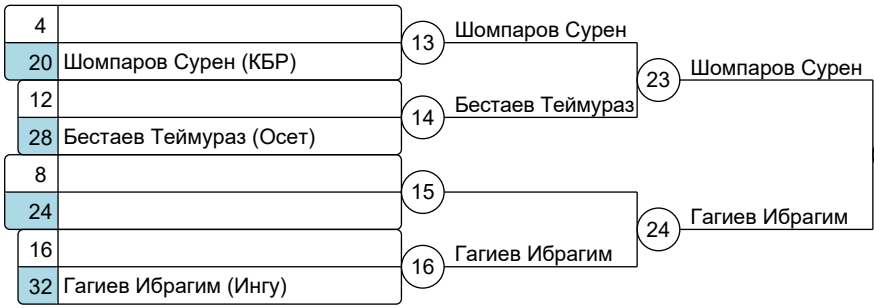 4
20 Шомпаров Сурен (КБР)
12
28 Бестаев Теймураз (Осет)
8
24
16
32 Гагиев Ибрагим (Ингу)
13
14
15
16
Шомпаров Сурен
Бестаев Теймураз
Гагиев Ибрагим
23
24
Шомпаров Сурен
Гагиев Ибрагим